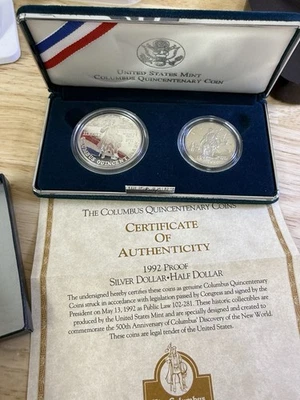 UNITED STATES MINT
COLUMBUS QUINCENTENARY COIN
THE COLUMBUS QUINCENTENARY COINS
CERTIFICATE
OF
AUTHENTICITY
1992 PROOF
SILVER DOLLAR • HALF DOLLAR
The undersigned hereby certifies these coins as genuine Columbus Quincentenary
Coins struck in accordance with legislation passed by Congress and signed by the
President on May 13, 1992 as Public Law 102-281. These historic, collectibles are
produced by the United States Mint and are specially designed and created to
commemorate the 500th Anniversary of Columbus' Discovery of the New World.
These coins are legal tender of the United States.
Columbus